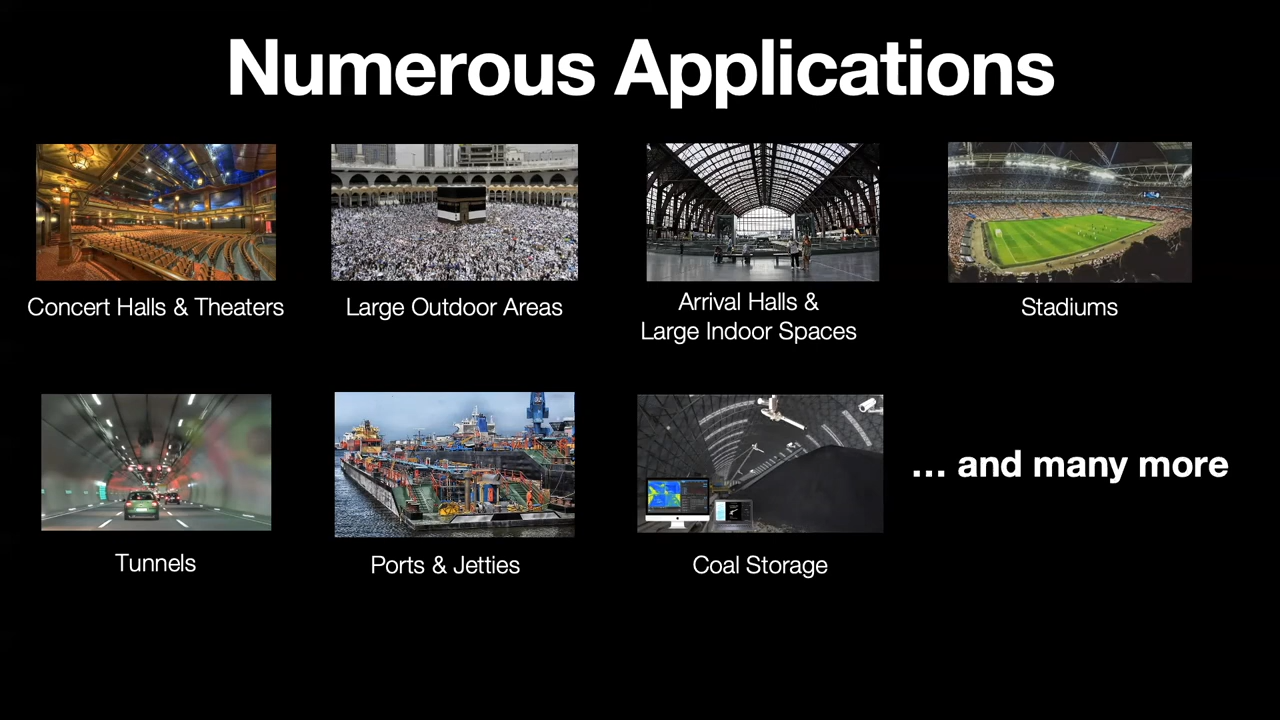 Numerous Applications
Concert Halls & Theaters
Large Outdoor Areas
Arrival Halls &
Large Indoor Spaces
Stadiums
Tunnels
Ports & Jetties
Coal Storage
… and many more